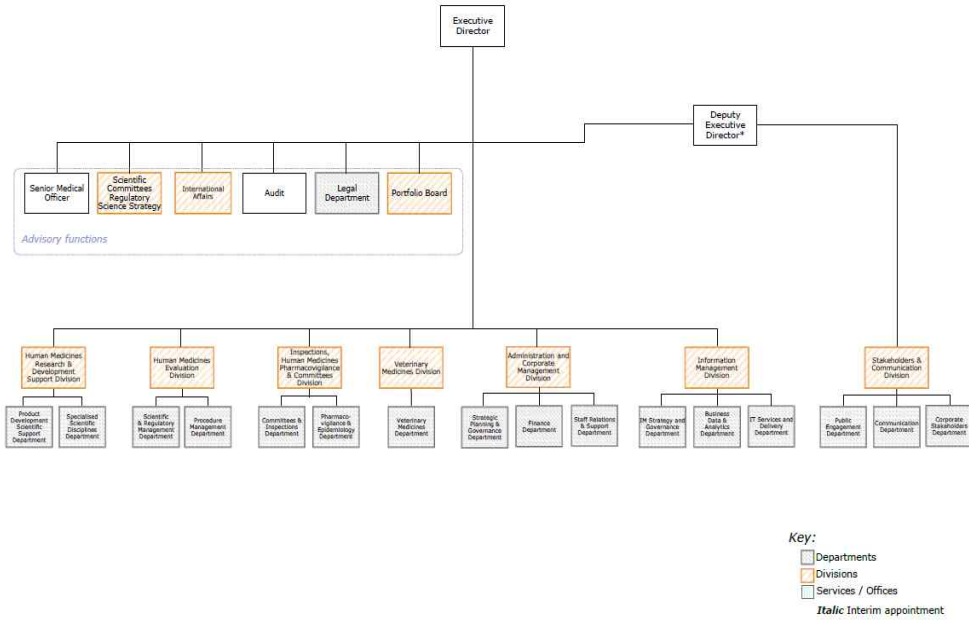 Executive
Director
Deputy
Executive
Director*
Senior Medical
Officer
Scientific
Committees
Regulatory
Science Strategy
International
Affairs
Audit
Legal
Department
Portfolio Board
Advisory functions
Human Medicines
Research &
Development
Support Division
Human Medicines
Evaluation
Division
Inspections,
Human Medicines
Pharmacovigilance
& Committees
Division
Veterinary
Medicines Division
Administration and
Corporate
Management
Division
Information
Management
Division
Stakeholders &
Communication
Division
Product
Development
Scientific
Support
Department
Specialised
Scientific
Disciplines
Department
Scientific
& Regulatory
Management
Department
Procedure
Management
Department
Committees &
Inspections
Department
Pharmaco-
vigilance &
Epidemiology
Department
Veterinary
Medicines
Department
Strategic
Planning &
Governance
Department
Finance
Department
Staff Relations
& Support
Department
IM Strategy and
Governance
Department
Business
Data &
Analytics
Department
IT Services and
Delivery
Department
Public
Engagement
Department
Communication
Department
Corporate
Stakeholders
Department
Key:
Departments
Divisions
Services / Offices
Italic Interim appointment